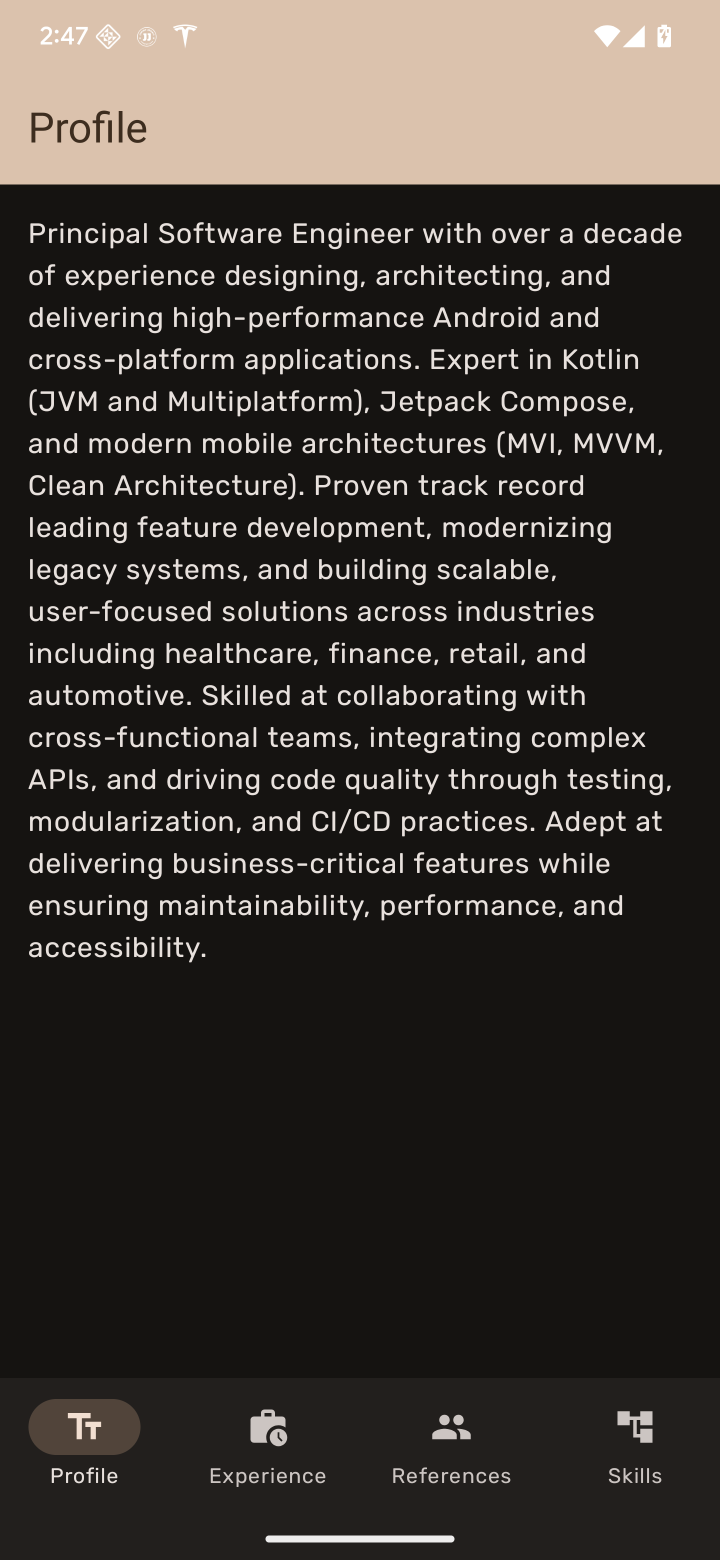 2:47
Profile
Principal Software Engineer with over a decade
of experience designing, architecting, and
delivering high-performance Android and
cross-platform applications. Expert in Kotlin
(JVM and Multiplatform), Jetpack Compose,
and modern mobile architectures (MVI, MVVM,
Clean Architecture). Proven track record
leading feature development, modernizing
legacy systems, and building scalable,
user-focused solutions across industries
including healthcare, finance, retail, and
automotive. Skilled at collaborating with
cross-functional teams, integrating complex
APIs, and driving code quality through testing,
modularization, and CI/CD practices. Adept at
delivering business-critical features while
ensuring maintainability, performance, and
accessibility.
Profile
Experience
References
Skills